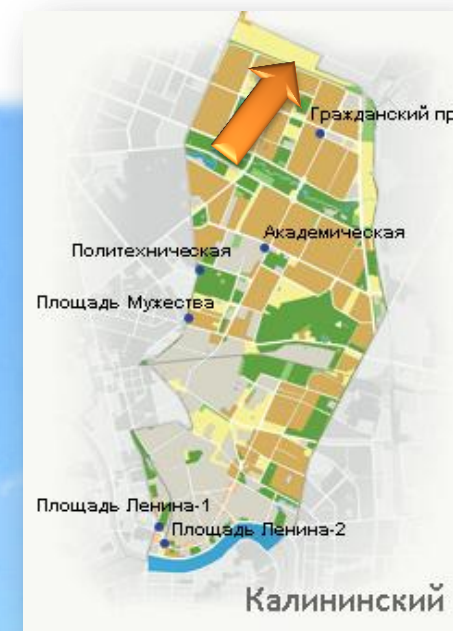 Гражданский пр
Академическая
Политехническая
Площадь Мужества
Площадь Ленина-1
Площадь Ленина-2
Калининский